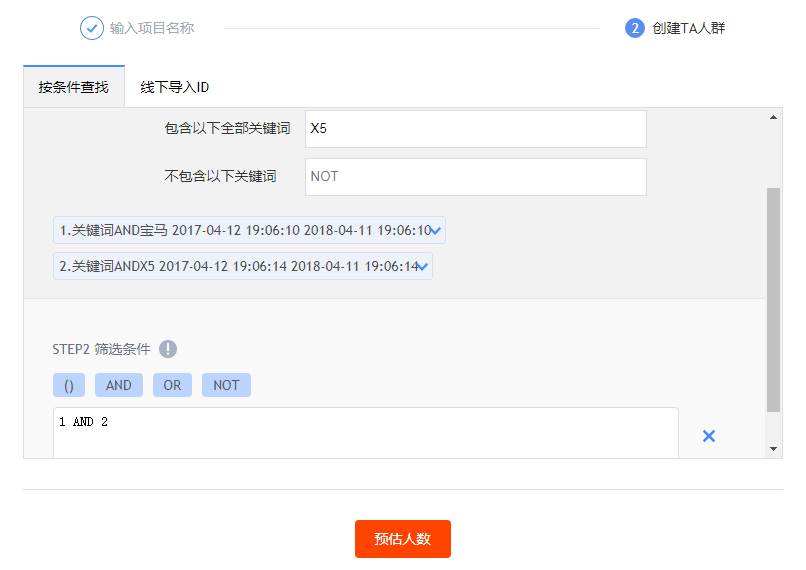 输入项目名称
2 创建TA人群
按条件查找 线下导入ID
包含以下全部关键词 X5
不包含以下关键词 NOT
1.关键词AND宝马 2017-04-12 19:06:10 2018-04-11 19:06:10
2.关键词ANDX5 2017-04-12 19:06:14 2018-04-11 19:06:14
STEP2 筛选条件 !
() AND OR NOT
1 AND 2
预估人数